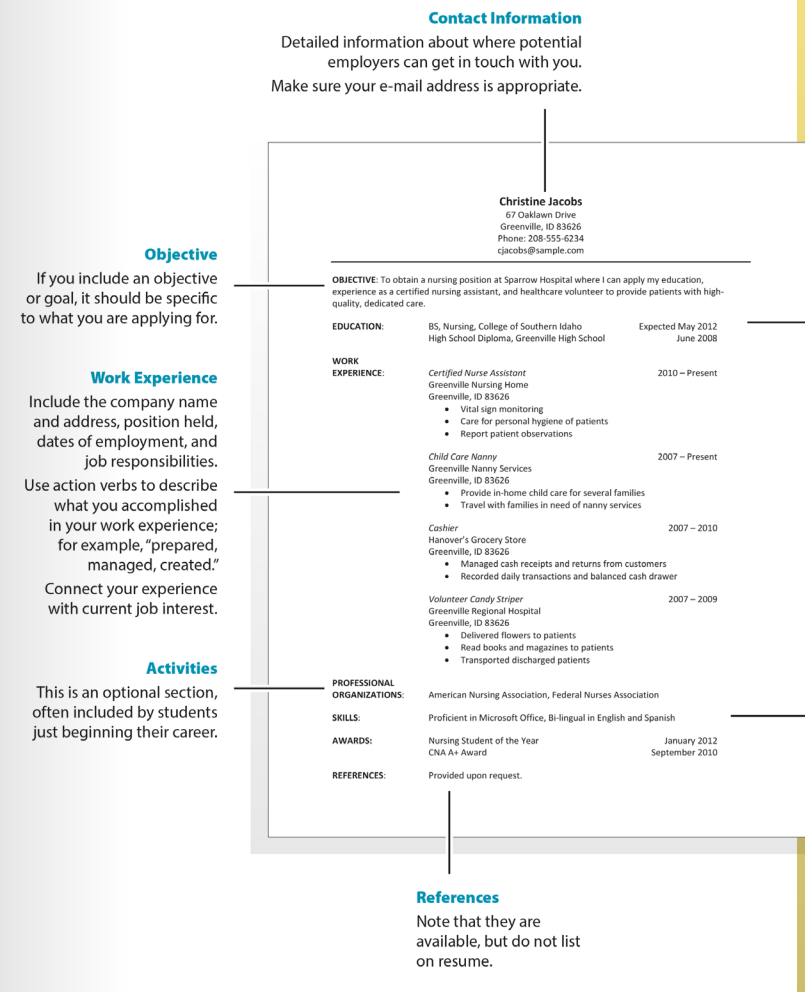 Contact Information
Detailed information about where potential
employers can get in touch with you.
Make sure your e-mail address is appropriate.
Christine Jacobs
67 Oaklawn Drive
Greenville, ID 83626
Phone: 208-555-6234
cjacobs@sample.com
Objective
If you include an objective
or goal, it should be specific
to what you are applying for.
OBJECTIVE: To obtain a nursing position at Sparrow Hospital where I can apply my education,
experience as a certified nursing assistant, and healthcare volunteer to provide patients with high-
quality, dedicated care.
EDUCATION: BS, Nursing, College of Southern Idaho Expected May 2012
High School Diploma, Greenville High School June 2008
Work Experience
Include the company name
and address, position held,
dates of employment, and
job responsibilities.
Use action verbs to describe
what you accomplished
in your work experience;
for example, “prepared,
managed, created.”
Connect your experience
with current job interest.
WORK
EXPERIENCE: Certified Nurse Assistant 2010 – Present
Greenville Nursing Home
Greenville, ID 83626
• Vital sign monitoring
• Care for personal hygiene of patients
• Report patient observations
Child Care Nanny 2007 – Present
Greenville Nanny Services
Greenville, ID 83626
• Provide in-home child care for several families
• Travel with families in need of nanny services
Cashier 2007 – 2010
Hanover’s Grocery Store
Greenville, ID 83626
• Managed cash receipts and returns from customers
• Recorded daily transactions and balanced cash drawer
Volunteer Candy Striper 2007 – 2009
Greenville Regional Hospital
Greenville, ID 83626
• Delivered flowers to patients
• Read books and magazines to patients
• Transported discharged patients
Activities
This is an optional section,
often included by students
just beginning their career.
PROFESSIONAL
ORGANIZATIONS: American Nursing Association, Federal Nurses Association
SKILLS: Proficient in Microsoft Office, Bi-lingual in English and Spanish
AWARDS: Nursing Student of the Year January 2012
CNA A+ Award September 2010
REFERENCES: Provided upon request.
References
Note that they are
available, but do not list
on resume.